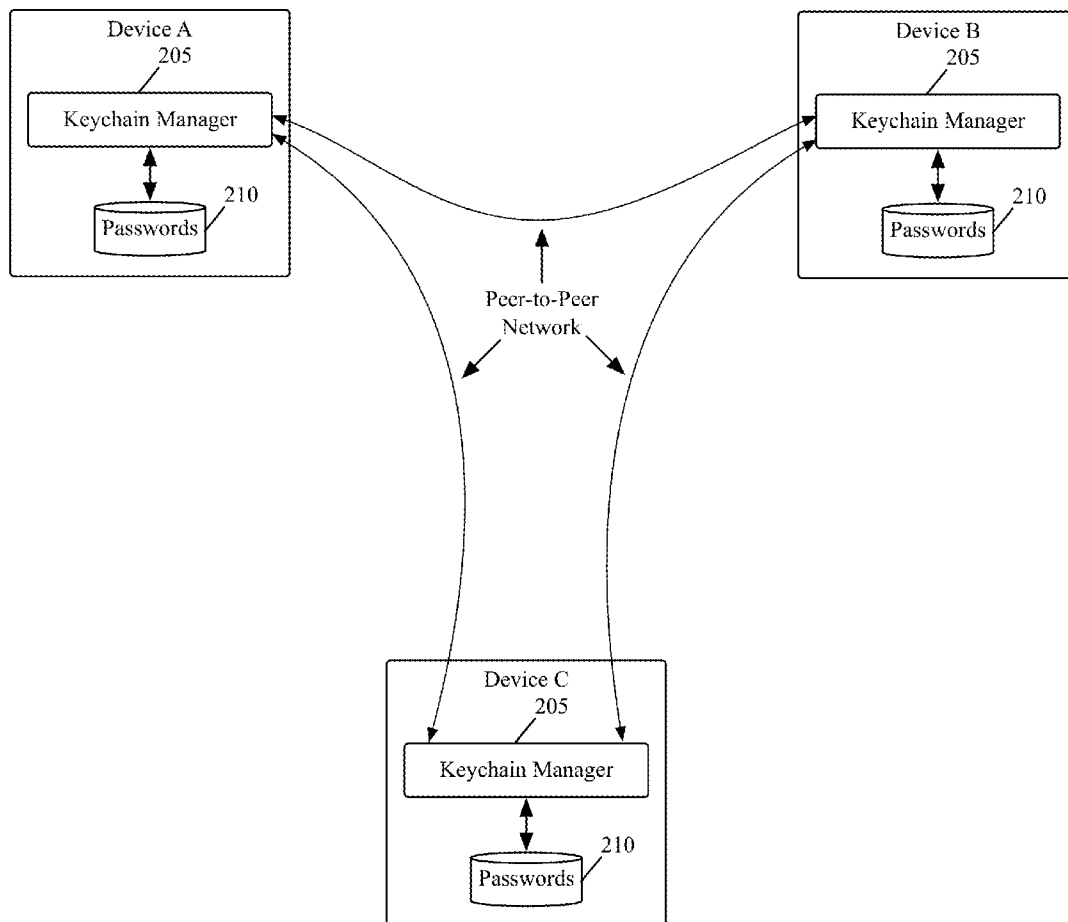 Device A
205
Keychain Manager
210
Passwords
Device B
205
Keychain Manager
210
Passwords
Peer-to-Peer
Network
Device C
205
Keychain Manager
210
Passwords